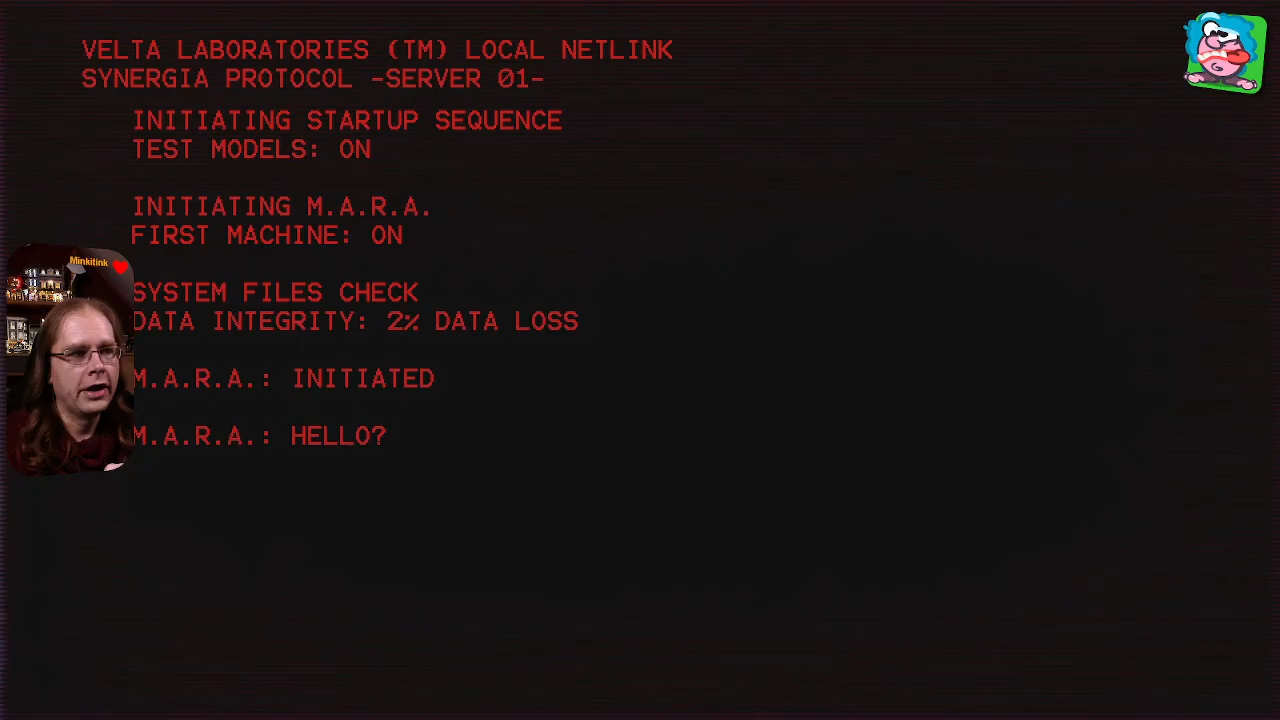 VELTA LABORATORIES (TM) LOCAL NETLINK
SYNERGIA PROTOCOL -SERVER 01-
INITIATING STARTUP SEQUENCE
TEST MODELS: ON
INITIATING M.A.R.A.
FIRST MACHINE: ON
Minkitink
SYSTEM FILES CHECK
DATA INTEGRITY: 2% DATA LOSS
M.A.R.A.: INITIATED
M.A.R.A.: HELLO?